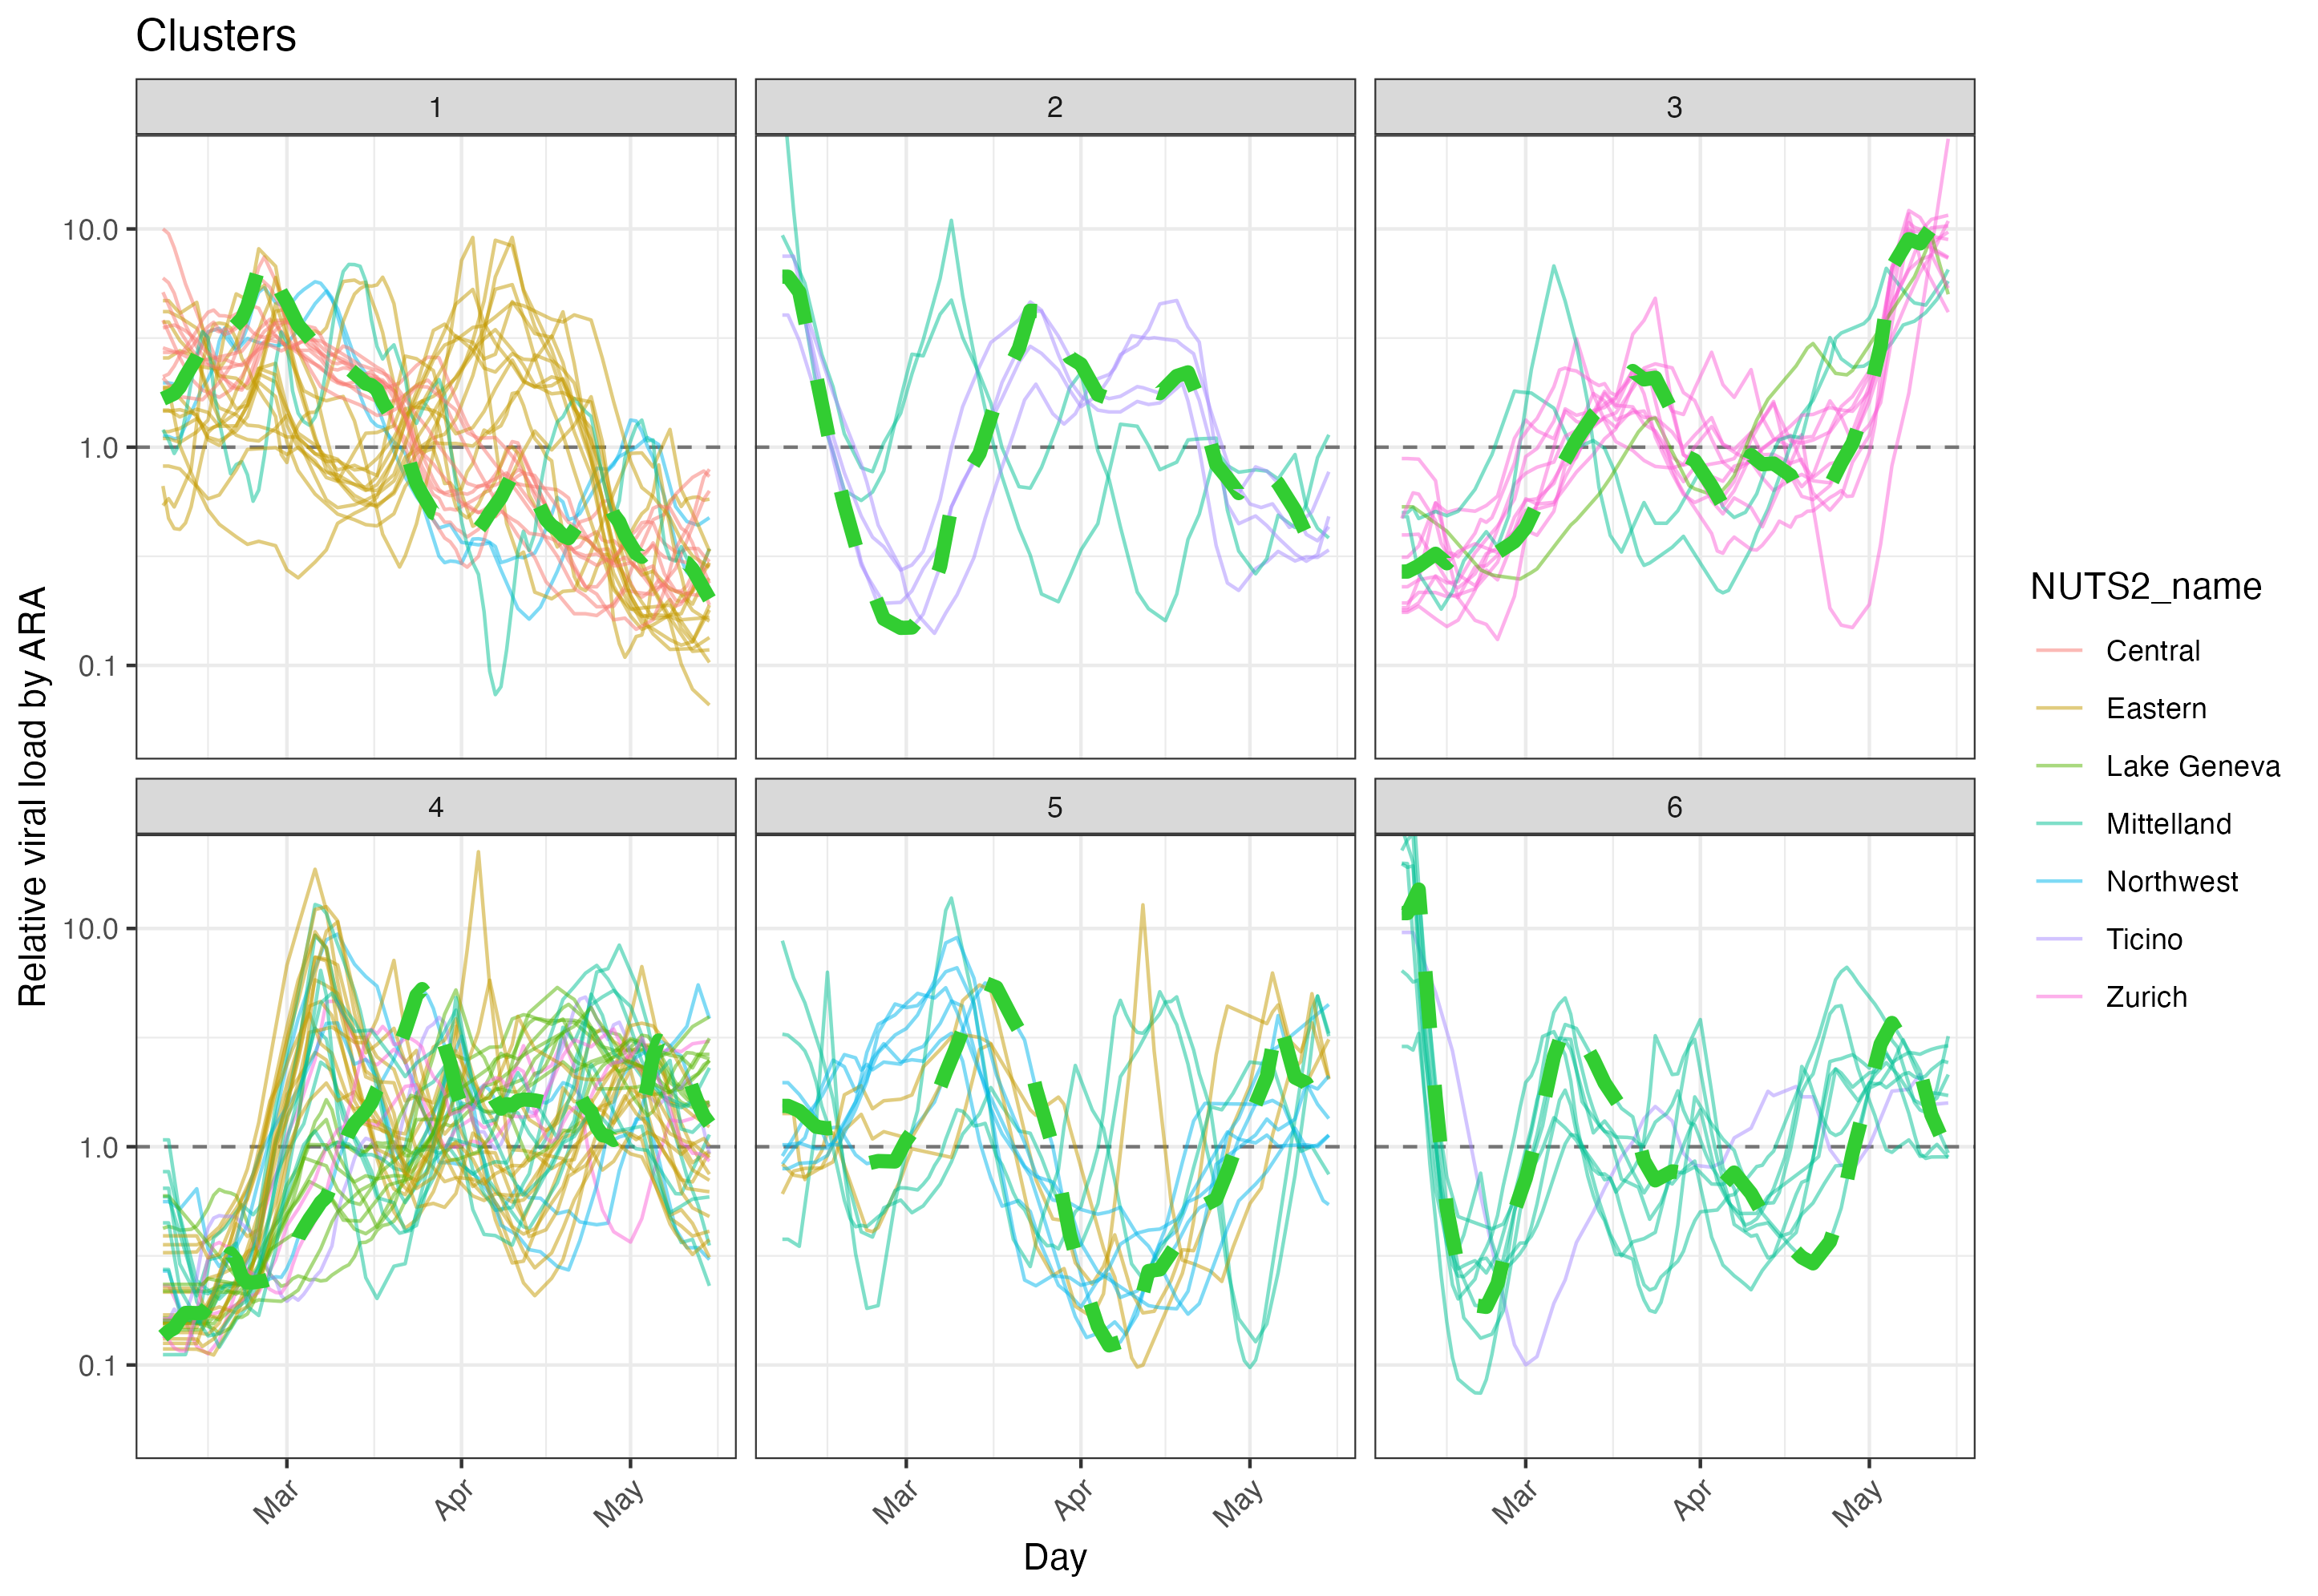 Clusters
1
2
3
10.0
1.0
0.1
4
5
6
10.0
1.0
0.1
Mar
Apr
May
Mar
Apr
May
Mar
Apr
May
Day
Relative viral load by ARA
NUTS2_name
Central
Eastern
Lake Geneva
Mittelland
Northwest
Ticino
Zurich